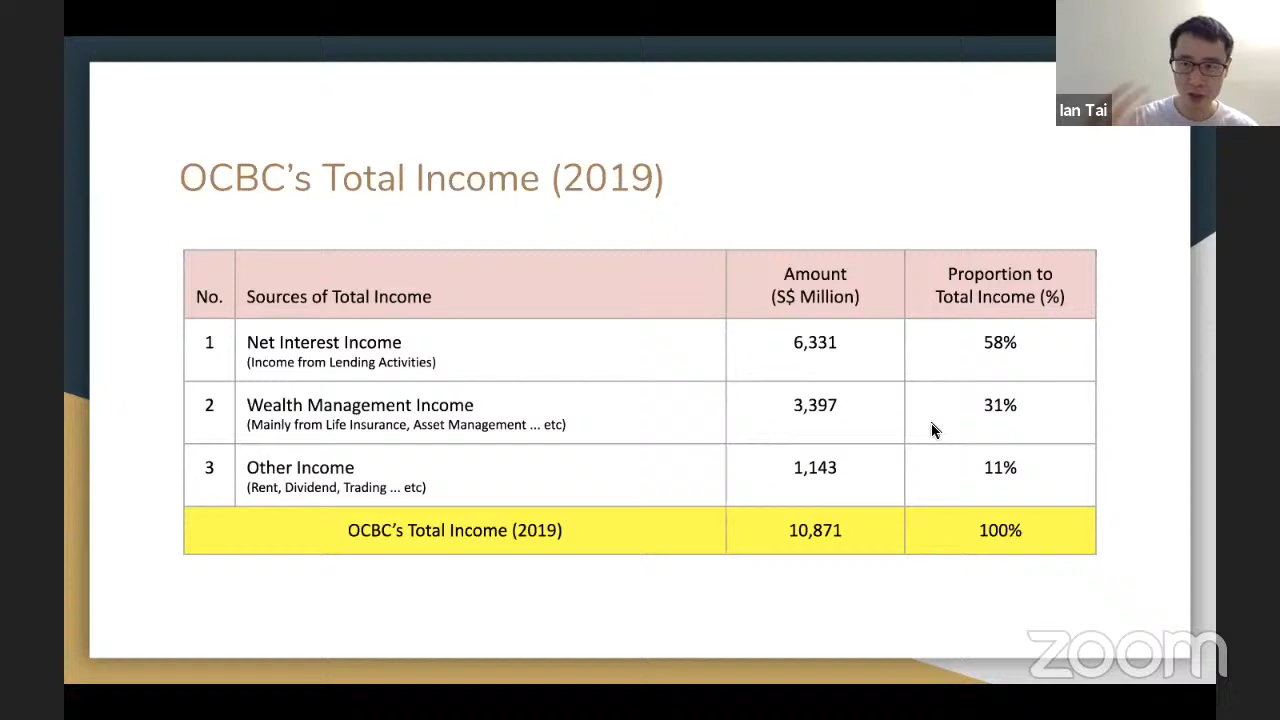 Ian Tai
OCBC’s Total Income (2019)
No.
Sources of Total Income
Amount
(S$ Million)
Proportion to
Total Income (%)
1
Net Interest Income
(Income from Lending Activities)
6,331
58%
2
Wealth Management Income
(Mainly from Life Insurance, Asset Management ... etc)
3,397
31%
3
Other Income
(Rent, Dividend, Trading ... etc)
1,143
11%
OCBC’s Total Income (2019)
10,871
100%
zoom